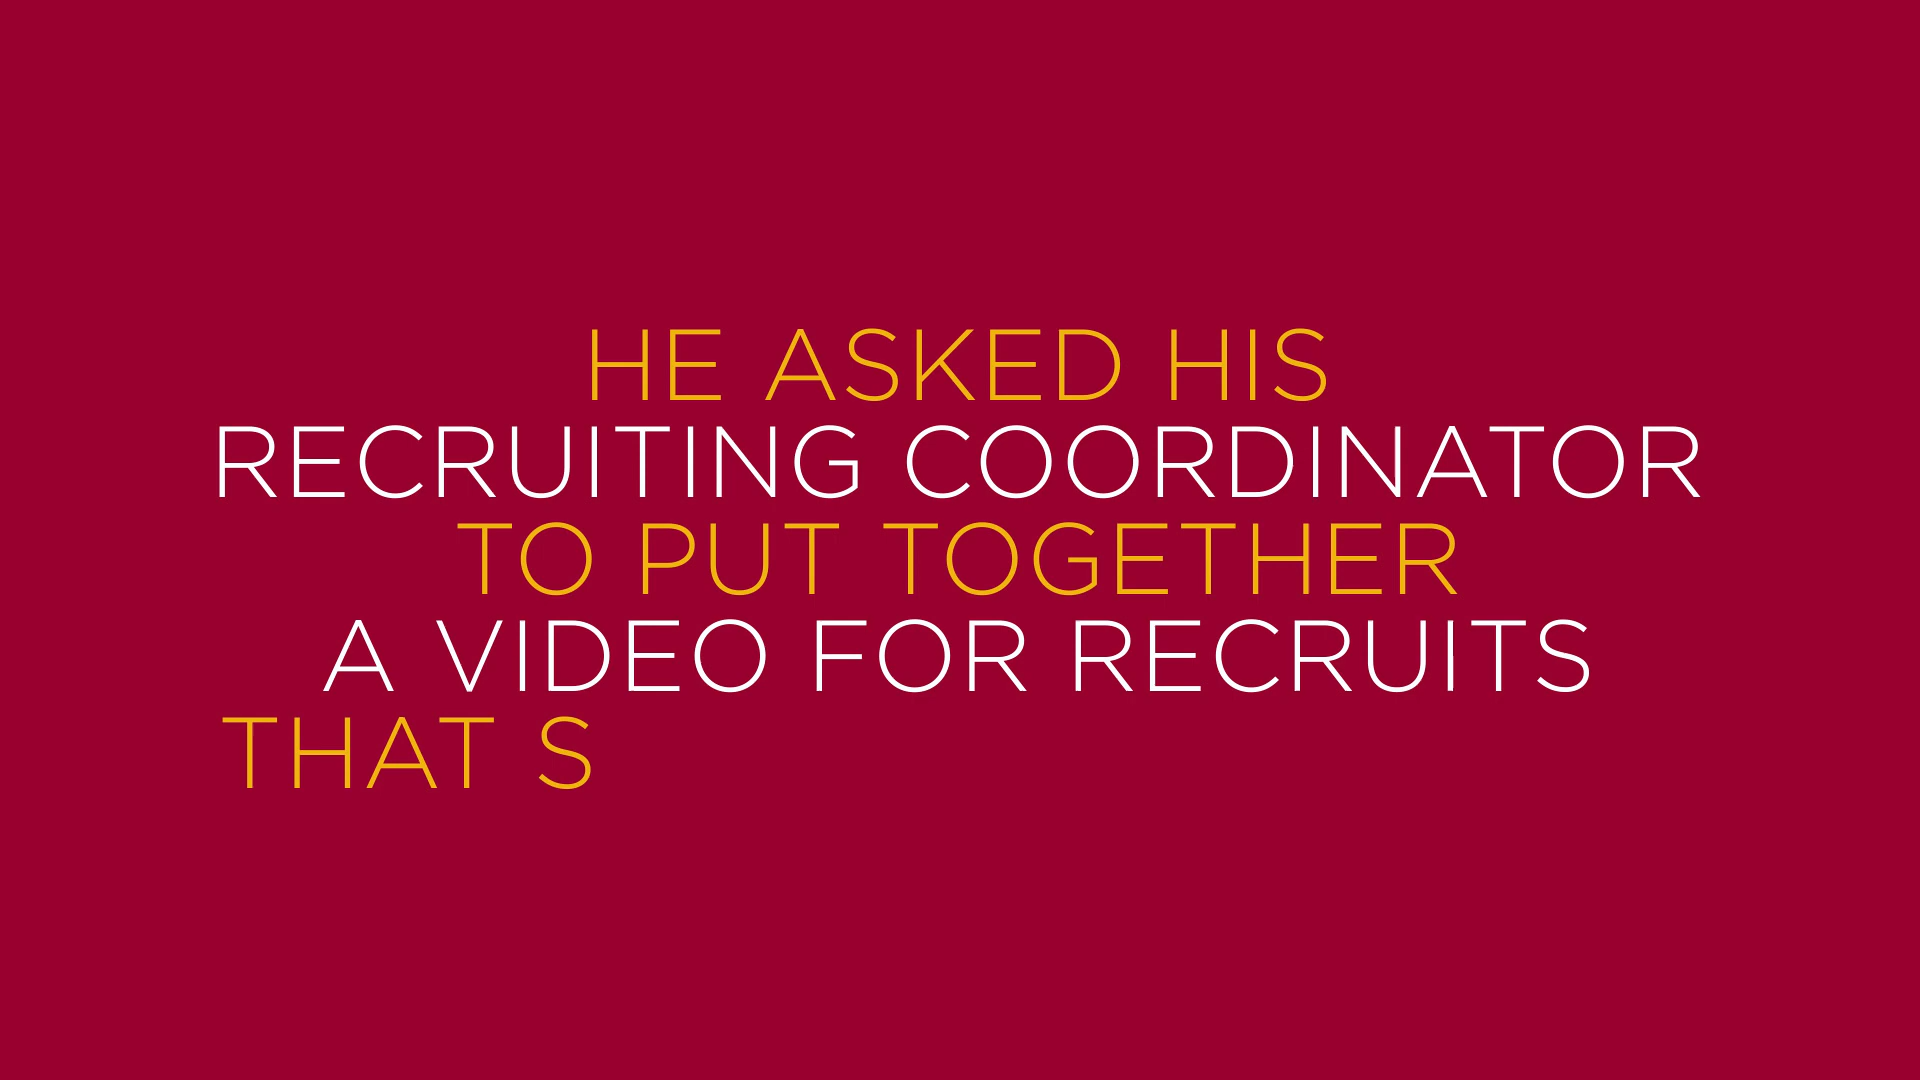 HE ASKED HIS
RECRUITING COORDINATOR
TO PUT TOGETHER
A VIDEO FOR RECRUITS
THAT S